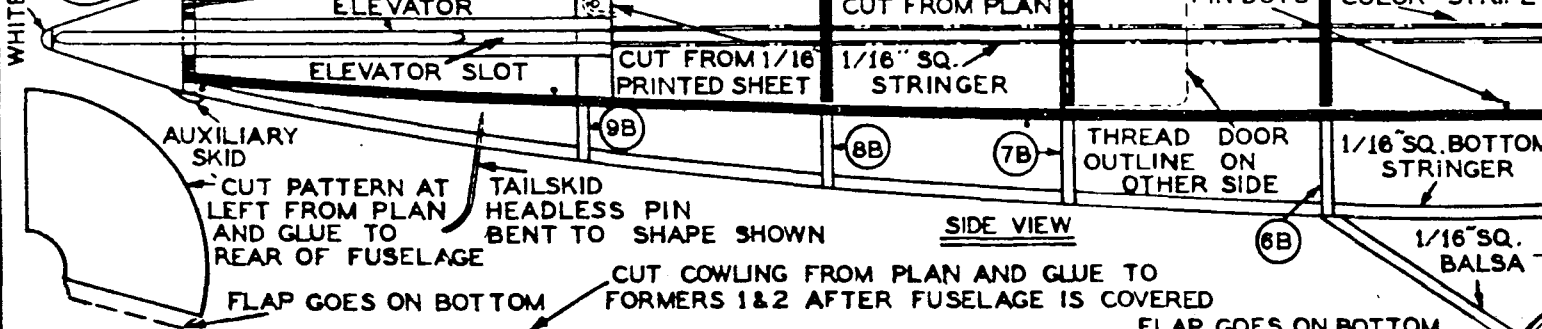 WHITE
ELEVATOR
CUT FROM PLAN
PIN DOTS
COLOR STRIPE
ELEVATOR SLOT
CUT FROM 1/16
PRINTED SHEET
1/16" SQ.
STRINGER
AUXILIARY
SKID
9B
8B
7B
THREAD DOOR
OUTLINE ON
OTHER SIDE
1/16" SQ. BOTTOM
STRINGER
CUT PATTERN AT
LEFT FROM PLAN
AND GLUE TO
REAR OF FUSELAGE
TAILSKID
HEADLESS PIN
BENT TO SHAPE SHOWN
SIDE VIEW
6B
1/16" SQ.
BALSA
FLAP GOES ON BOTTOM
CUT COWLING FROM PLAN AND GLUE TO
FORMERS 1&2 AFTER FUSELAGE IS COVERED
FLAP GOES ON BOTTOM